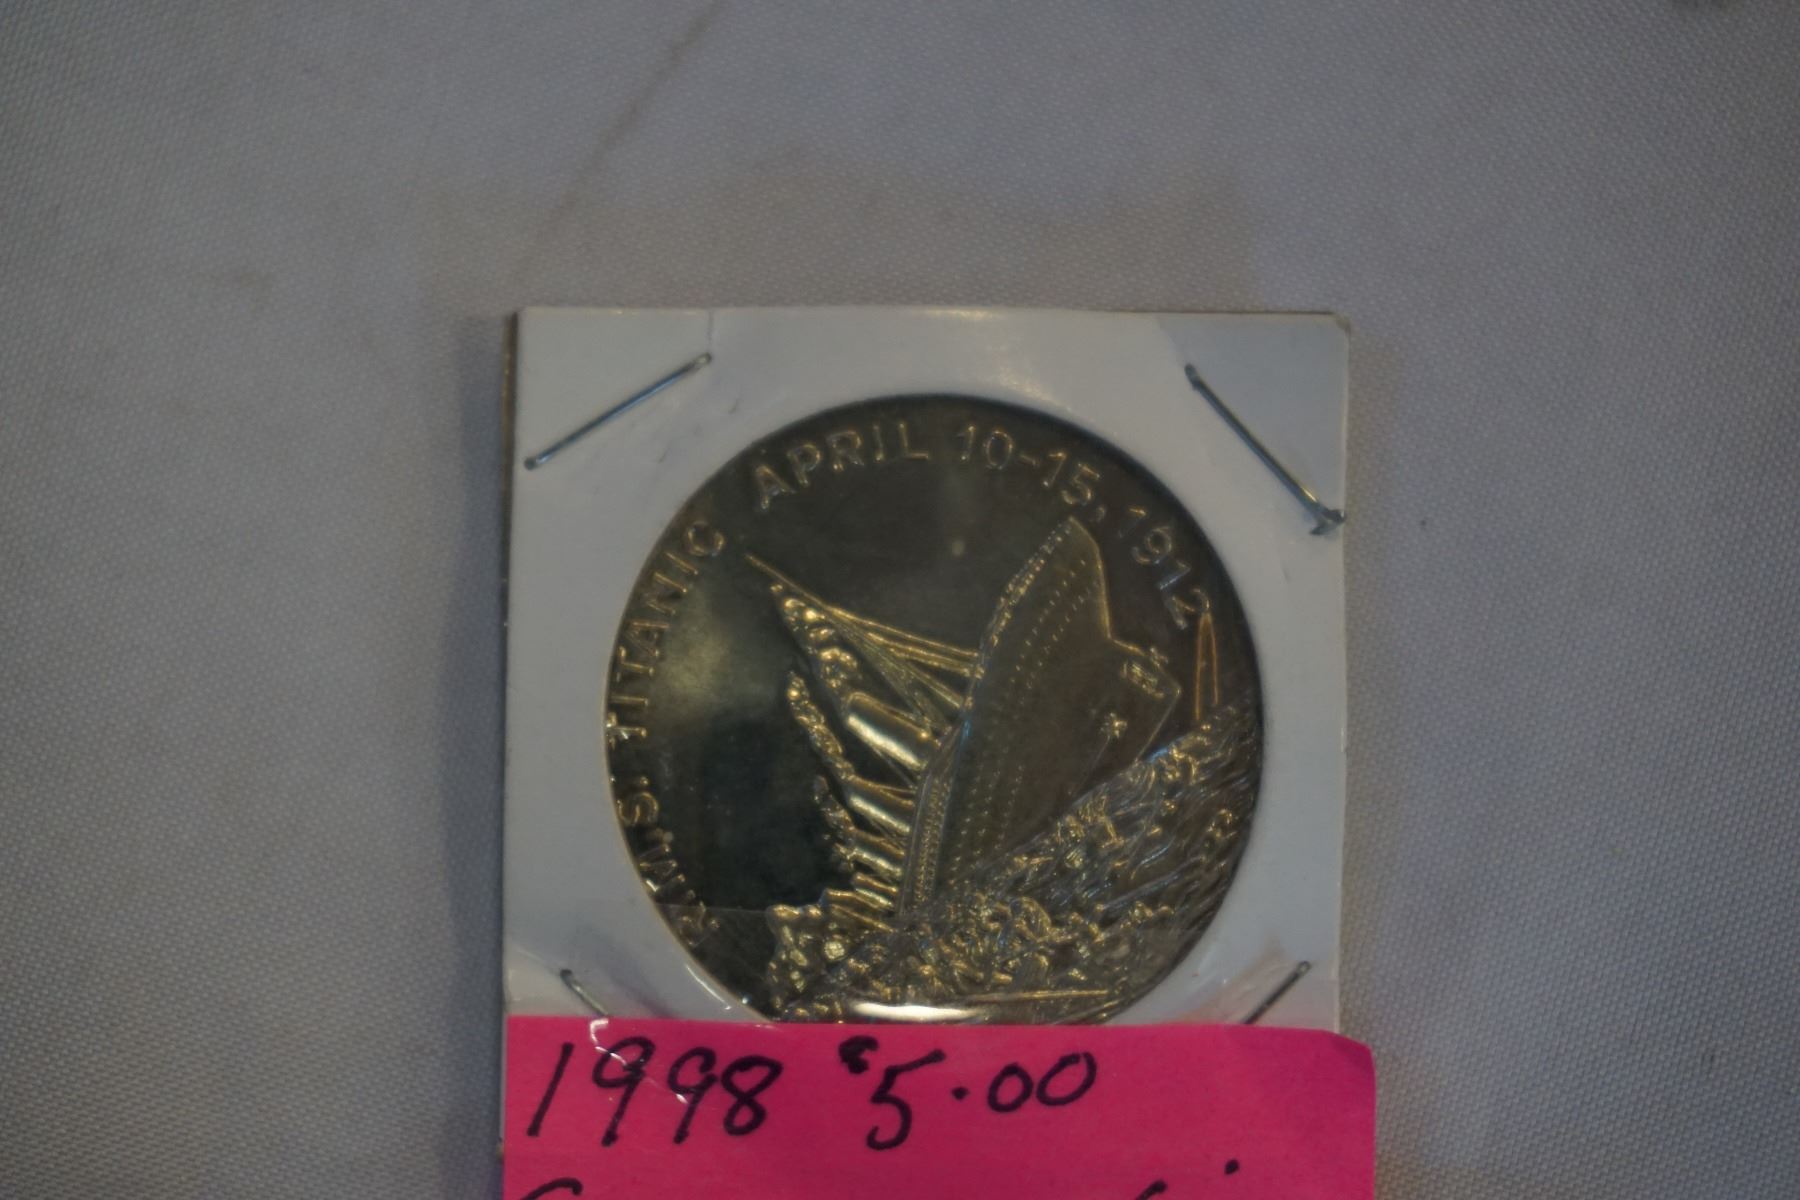 R.M.S. TITANIC APRIL 10-15, 1912
1998 $5.00